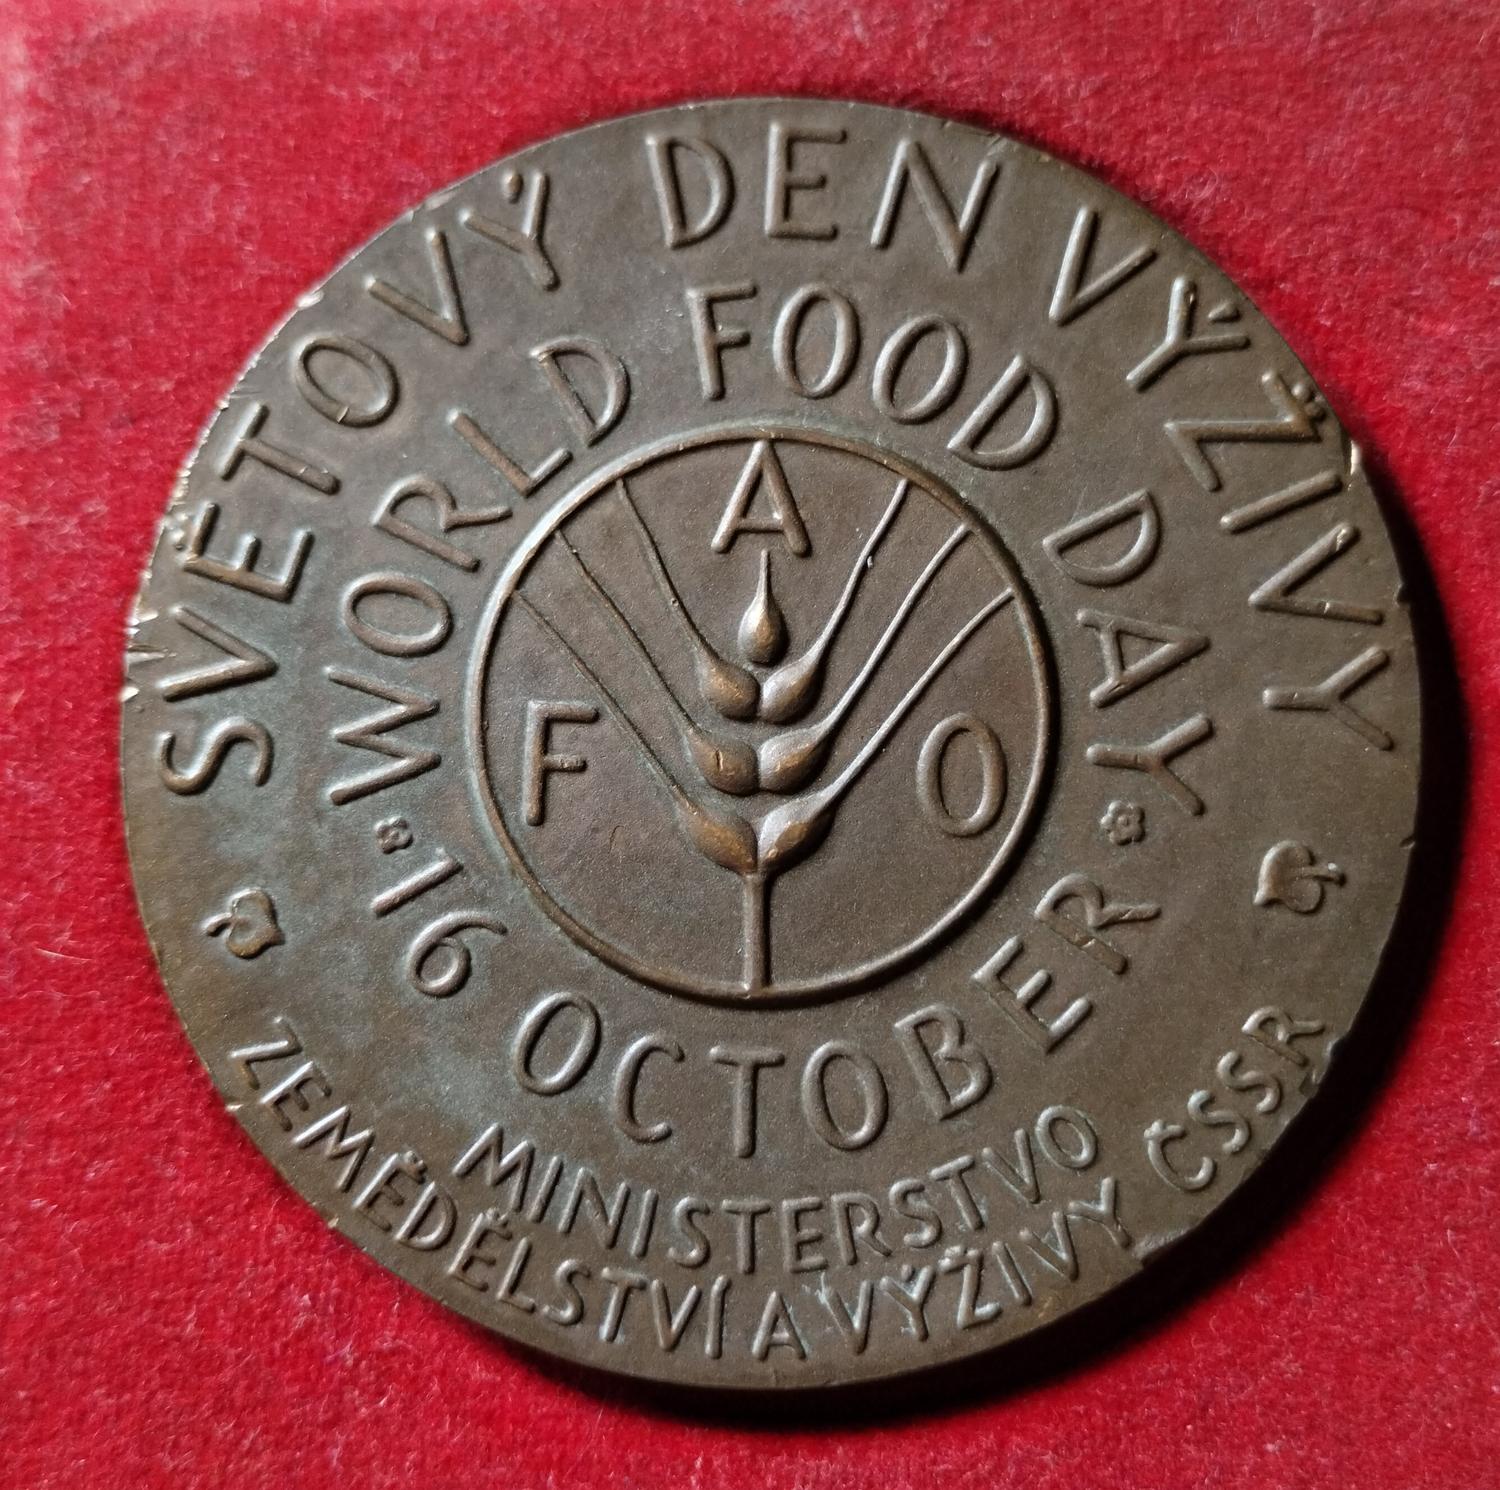 SVĚTOVÝ DEN VÝŽIVY
WORLD FOOD DAY
16 OCTOBER
F A O
MINISTERSTVO
ZEMĚDĚLSTVÍ A VÝŽIVY ČSSR